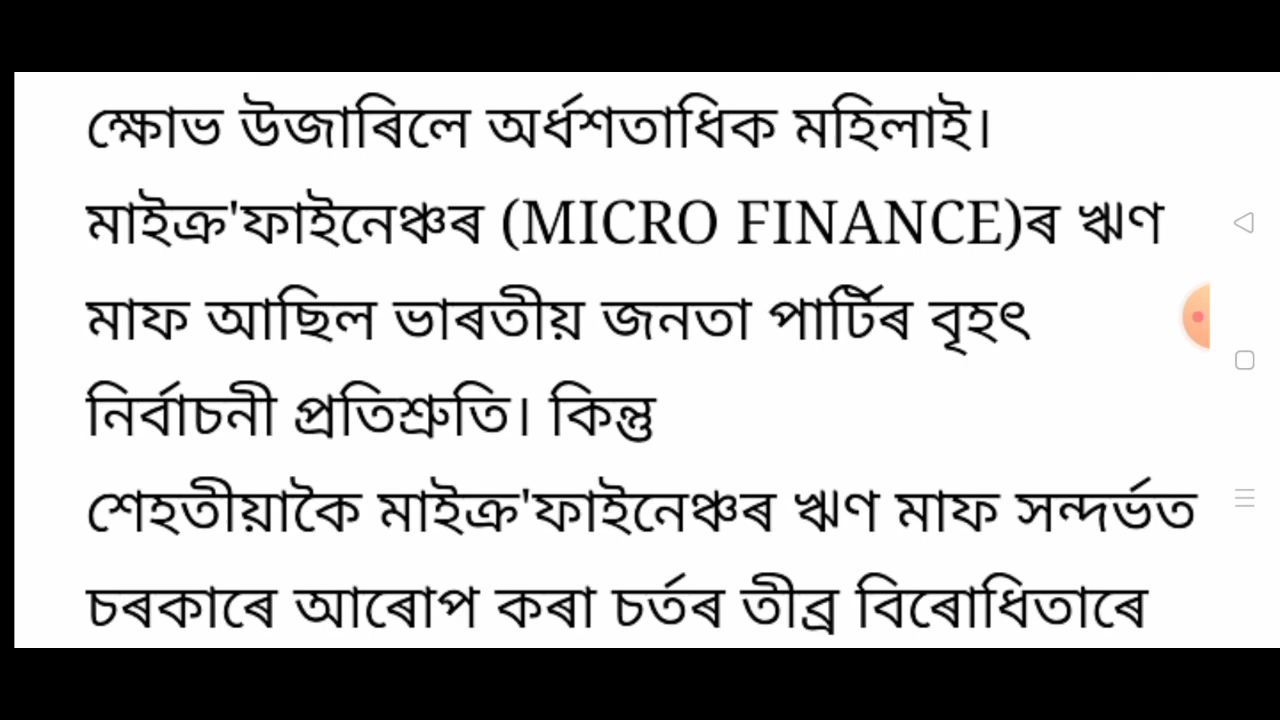 ক্ষোভ উজাৰিলে অৰ্ধশতাধিক মহিলাই।
মাইক্ৰ'ফাইনেঞ্চৰ (MICRO FINANCE)ৰ ঋণ
মাফ আছিল ভাৰতীয় জনতা পাৰ্টিৰ বৃহৎ
নিৰ্বাচনী প্ৰতিশ্ৰুতি। কিন্তু
শেহতীয়াকৈ মাইক্ৰ'ফাইনেঞ্চৰ ঋণ মাফ সন্দৰ্ভত
চৰকাৰে আৰোপ কৰা চৰ্তৰ তীব্ৰ বিৰোধিতাৰে